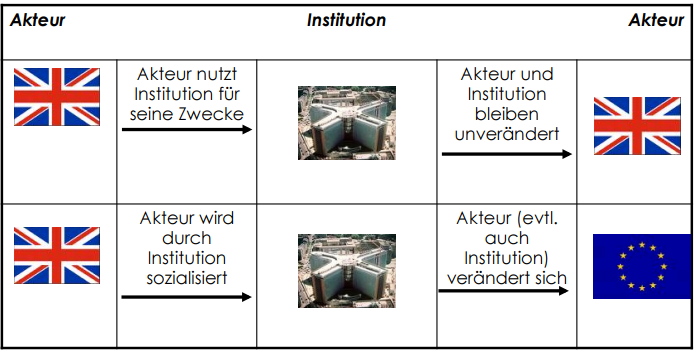 Akteur Institution Akteur
Akteur nutzt
Institution für
seine Zwecke
Akteur und
Institution
bleiben
unverändert
Akteur wird
durch
Institution
sozialisiert
Akteur (evtl.
auch
Institution)
verändert sich